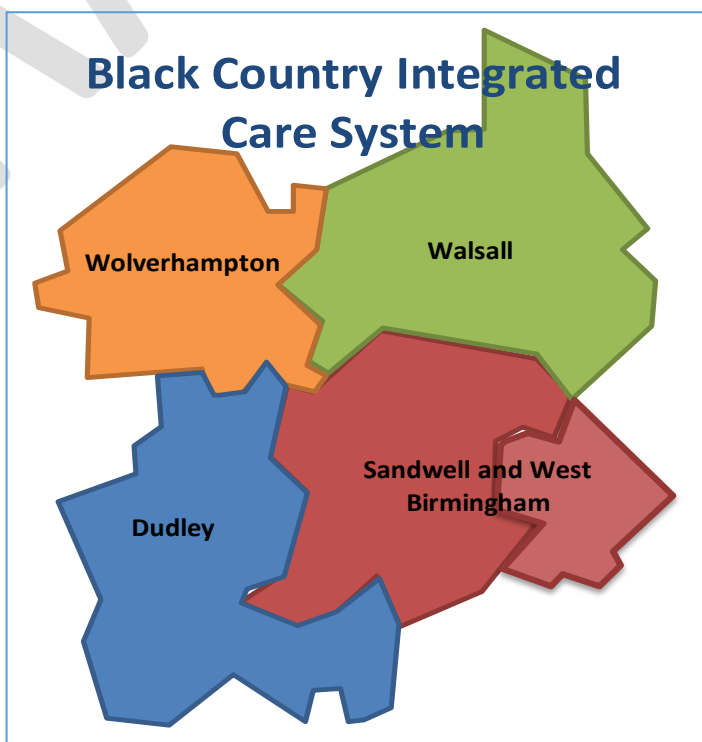 Black Country Integrated
Care System
Wolverhampton
Walsall
Sandwell and West
Birmingham
Dudley